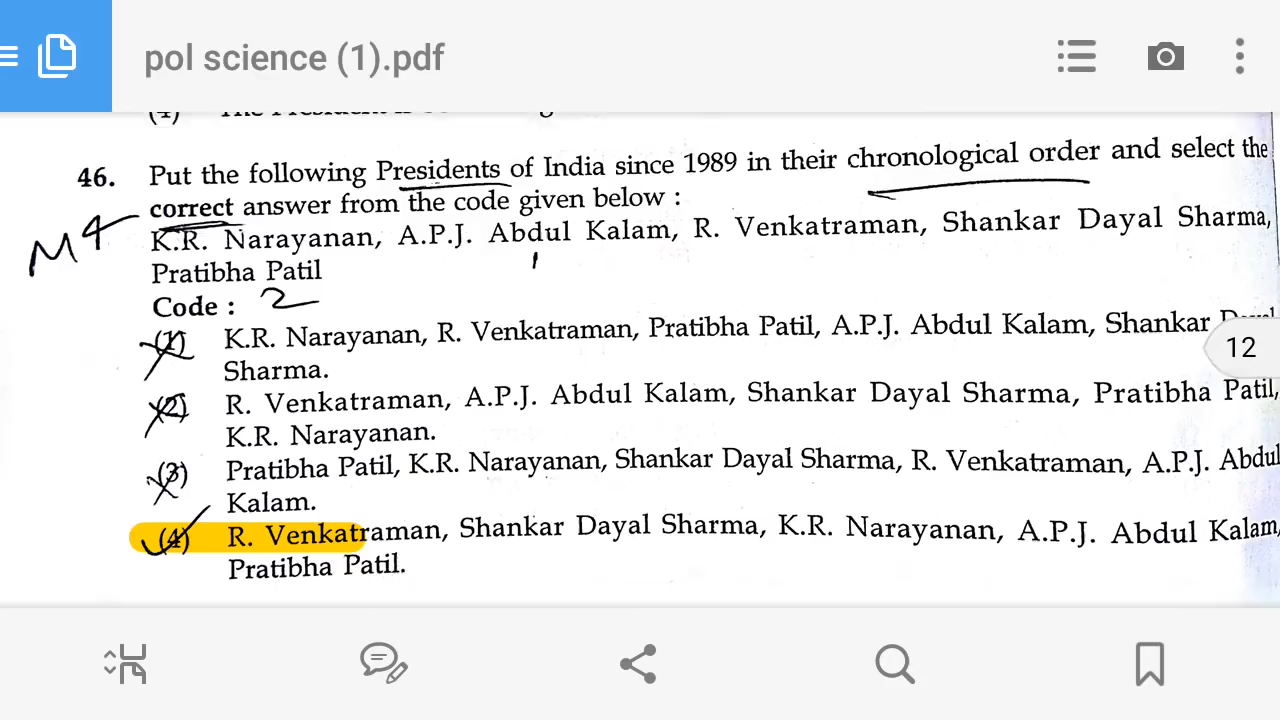 pol science (1).pdf
46. Put the following Presidents of India since 1989 in their chronological order and select the
correct answer from the code given below :
M4
K.R. Narayanan, A.P.J. Abdul Kalam, R. Venkatraman, Shankar Dayal Sharma,
Pratibha Patil
Code : 2
(1) K.R. Narayanan, R. Venkatraman, Pratibha Patil, A.P.J. Abdul Kalam, Shankar Dayal
Sharma.
12
(2) R. Venkatraman, A.P.J. Abdul Kalam, Shankar Dayal Sharma, Pratibha Patil,
K.R. Narayanan.
(3) Pratibha Patil, K.R. Narayanan, Shankar Dayal Sharma, R. Venkatraman, A.P.J. Abdul
Kalam.
(4) R. Venkatraman, Shankar Dayal Sharma, K.R. Narayanan, A.P.J. Abdul Kalam,
Pratibha Patil.